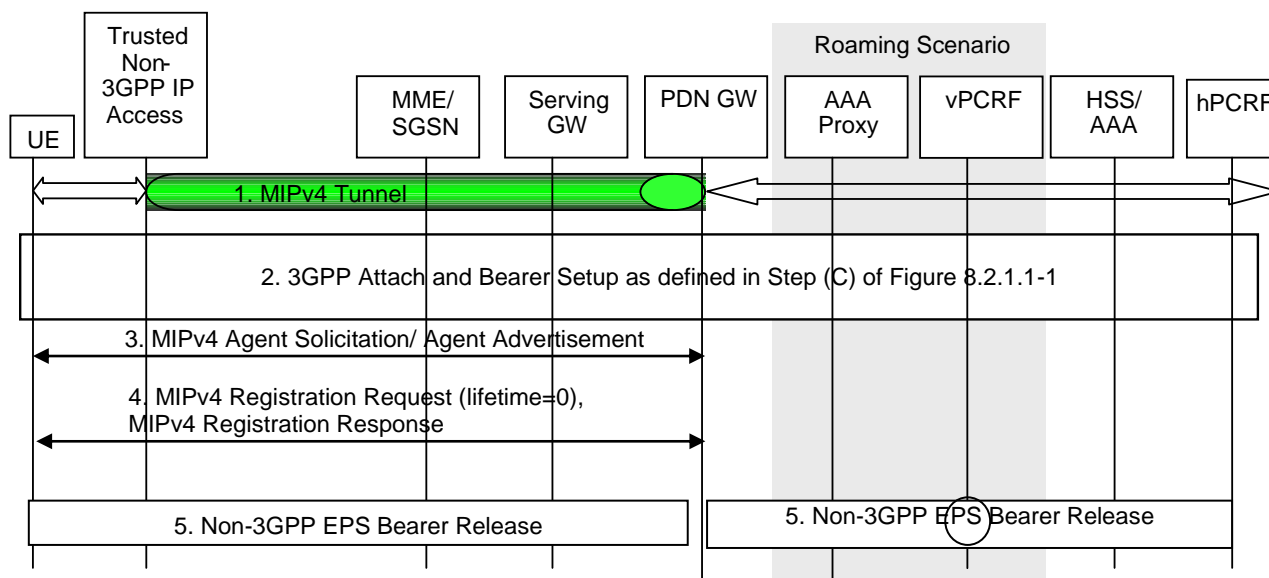 Trusted
Non-
3GPP IP
Access
Roaming Scenario
UE
MME/
SGSN
Serving
GW
PDN GW
AAA
Proxy
vPCRF
HSS/
AAA
hPCRF
1. MIPv4 Tunnel
2. 3GPP Attach and Bearer Setup as defined in Step (C) of Figure 8.2.1.1-1
3. MIPv4 Agent Solicitation/ Agent Advertisement
4. MIPv4 Registration Request (lifetime=0),
MIPv4 Registration Response
5. Non-3GPP EPS Bearer Release
5. Non-3GPP EPS Bearer Release